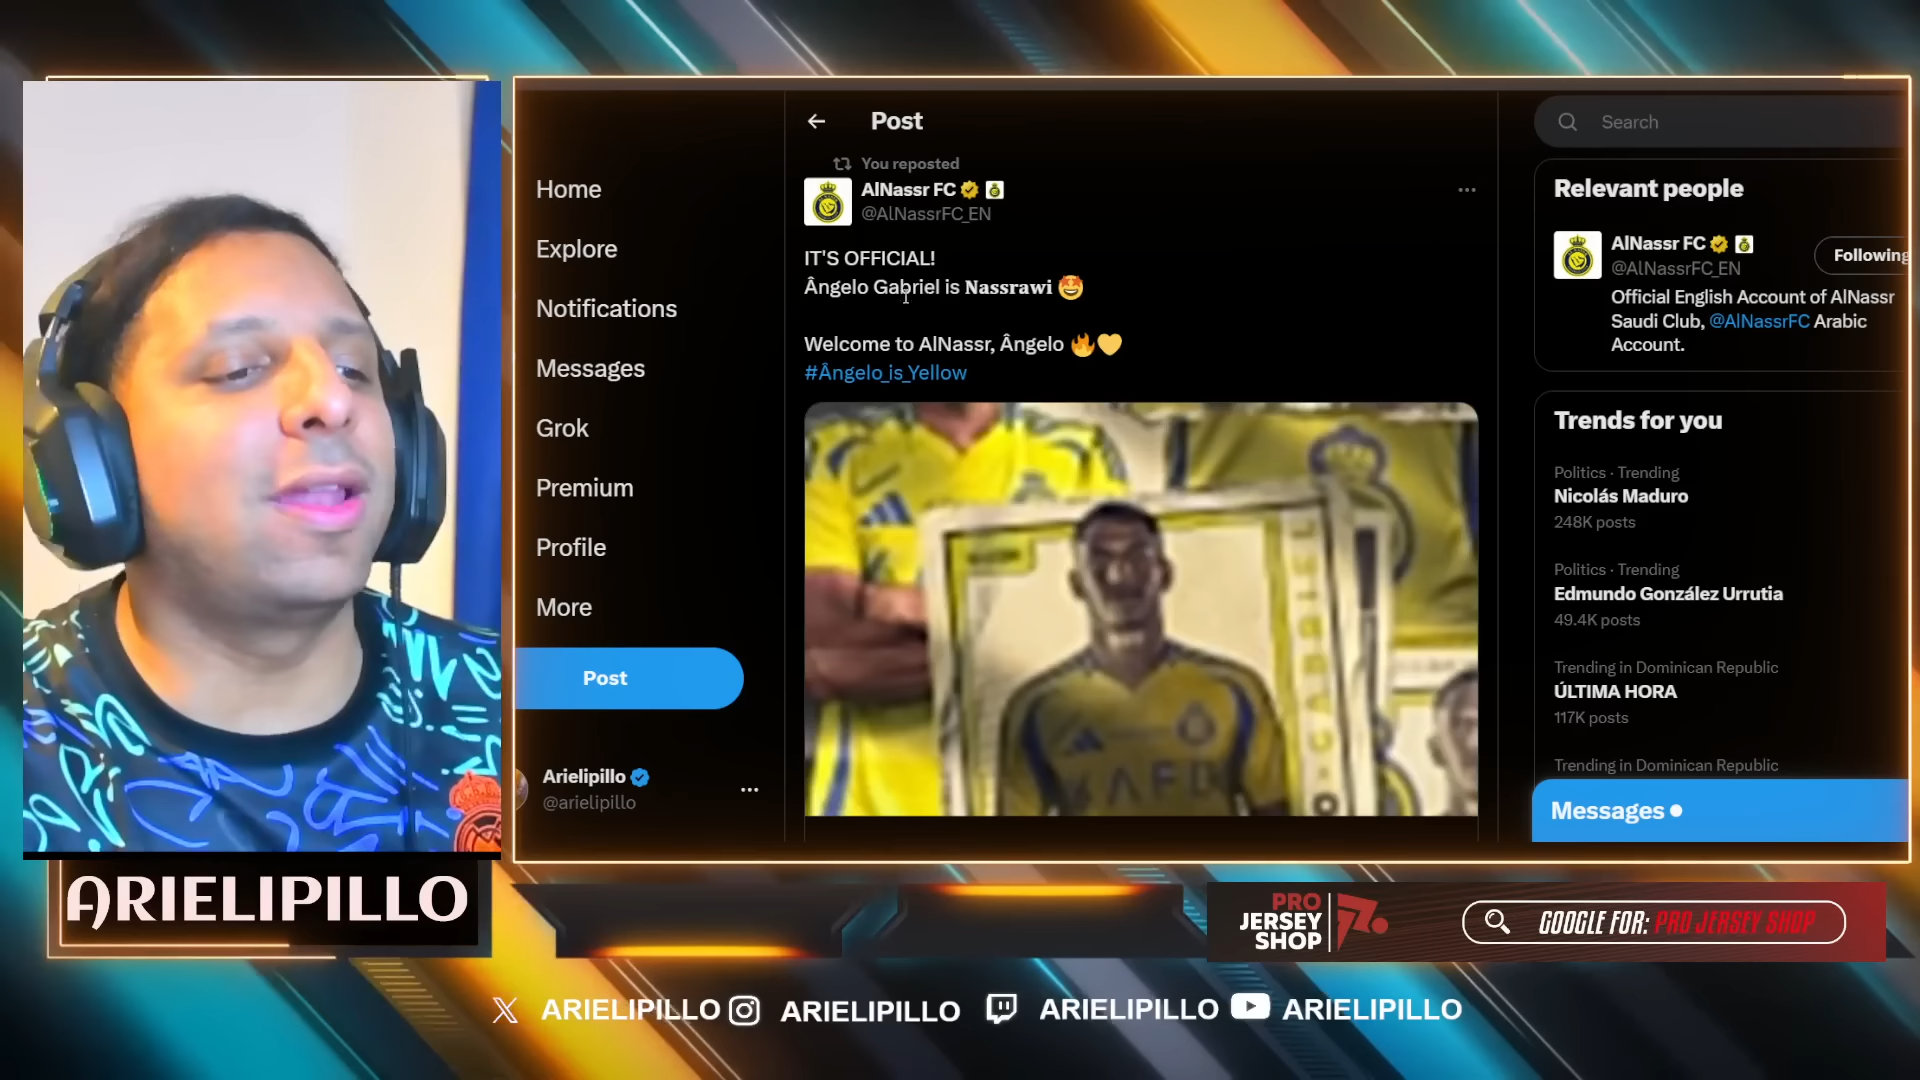 Post
Search
You reposted
AlNassr FC
@AlNassrFC_EN
IT'S OFFICIAL!
Ângelo Gabriel is Nassrawi 🤩
Welcome to AlNassr, Ângelo 🔥💛
#Ângelo_is_Yellow
Home
Explore
Notifications
Messages
Grok
Premium
Profile
More
Post
Arielipillo
@arielipillo
Relevant people
AlNassr FC
@AlNassrFC_EN
Following
Official English Account of AlNassr
Saudi Club, @AlNassrFC Arabic
Account.
Trends for you
Politics · Trending
Nicolás Maduro
248K posts
Politics · Trending
Edmundo González Urrutia
49.4K posts
Trending in Dominican Republic
ÚLTIMA HORA
117K posts
Trending in Dominican Republic
Messages
ARIELIPILLO
PRO
JERSEY
SHOP
GOOGLE FOR: PRO JERSEY SHOP
ARIELIPILLO
ARIELIPILLO
ARIELIPILLO
ARIELIPILLO